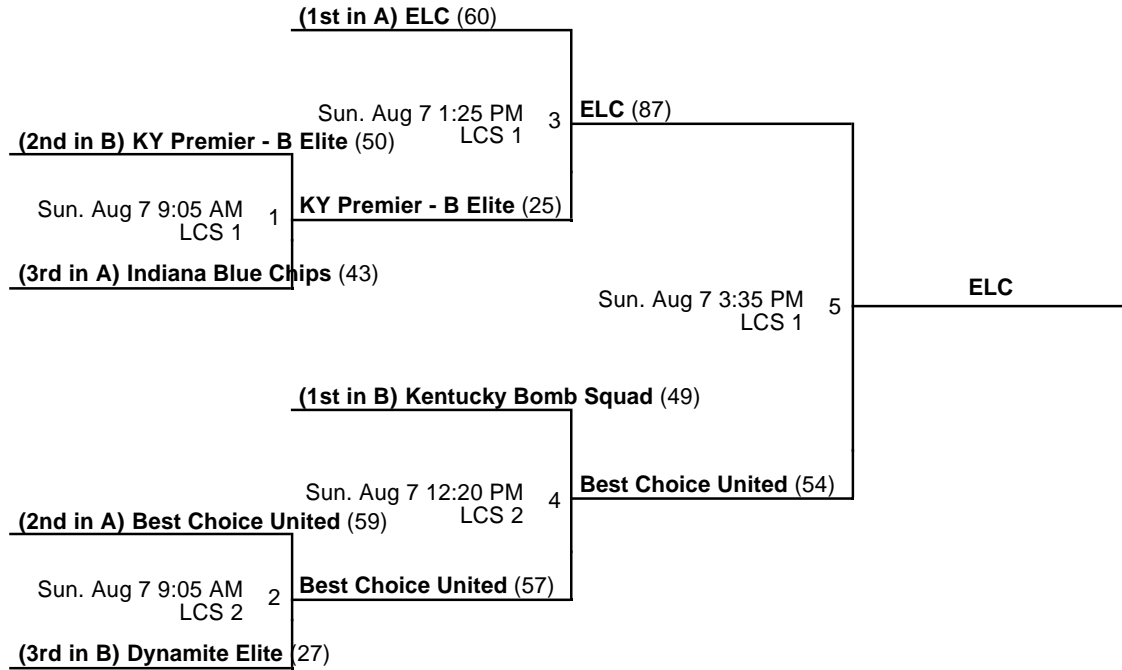 (1st in A) ELC (60)
Sun. Aug 7 1:25 PM
LCS 1
3
ELC (87)
(2nd in B) KY Premier - B Elite (50)
Sun. Aug 7 9:05 AM
LCS 1
1
KY Premier - B Elite (25)
(3rd in A) Indiana Blue Chips (43)
Sun. Aug 7 3:35 PM
LCS 1
5
ELC
(1st in B) Kentucky Bomb Squad (49)
Sun. Aug 7 12:20 PM
LCS 2
4
Best Choice United (54)
(2nd in A) Best Choice United (59)
Sun. Aug 7 9:05 AM
LCS 2
2
Best Choice United (57)
(3rd in B) Dynamite Elite (27)